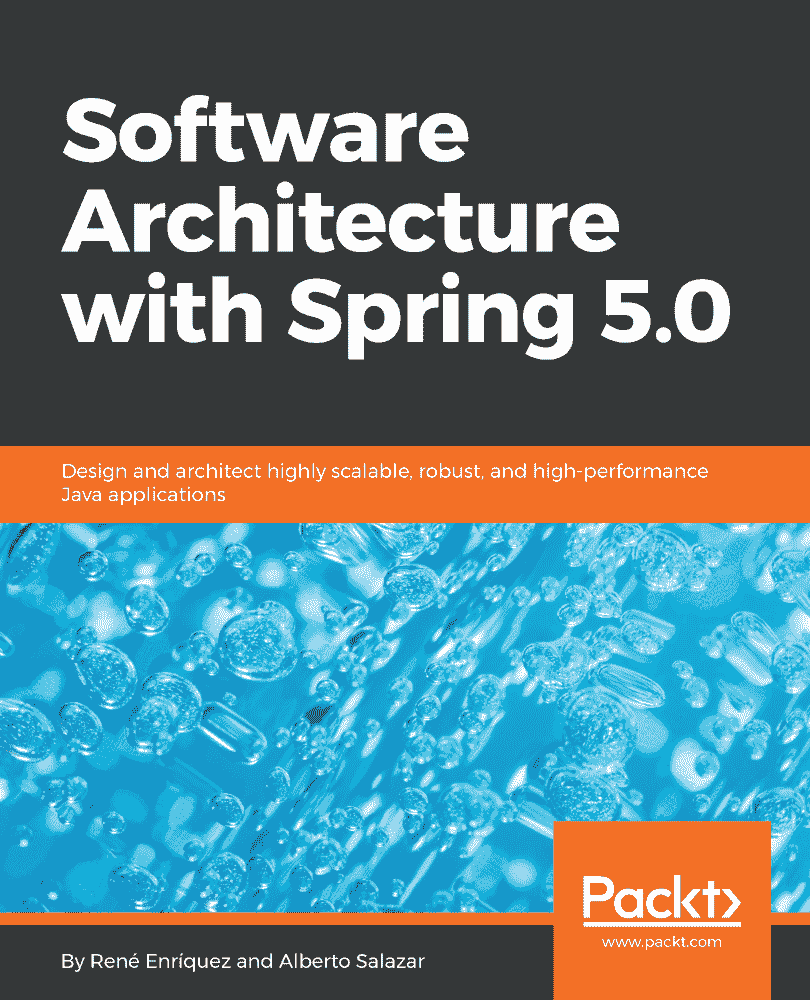 Software
Architecture
with Spring 5.0
Design and architect highly scalable, robust, and high-performance
Java applications
Packt>
www.packt.com
By René Enríquez and Alberto Salazar